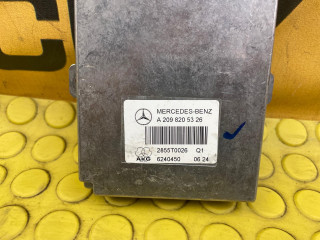 MERCEDES-BENZ
A 209 820 53 26
2855T0026 Q1
AKG
6240450 06 24